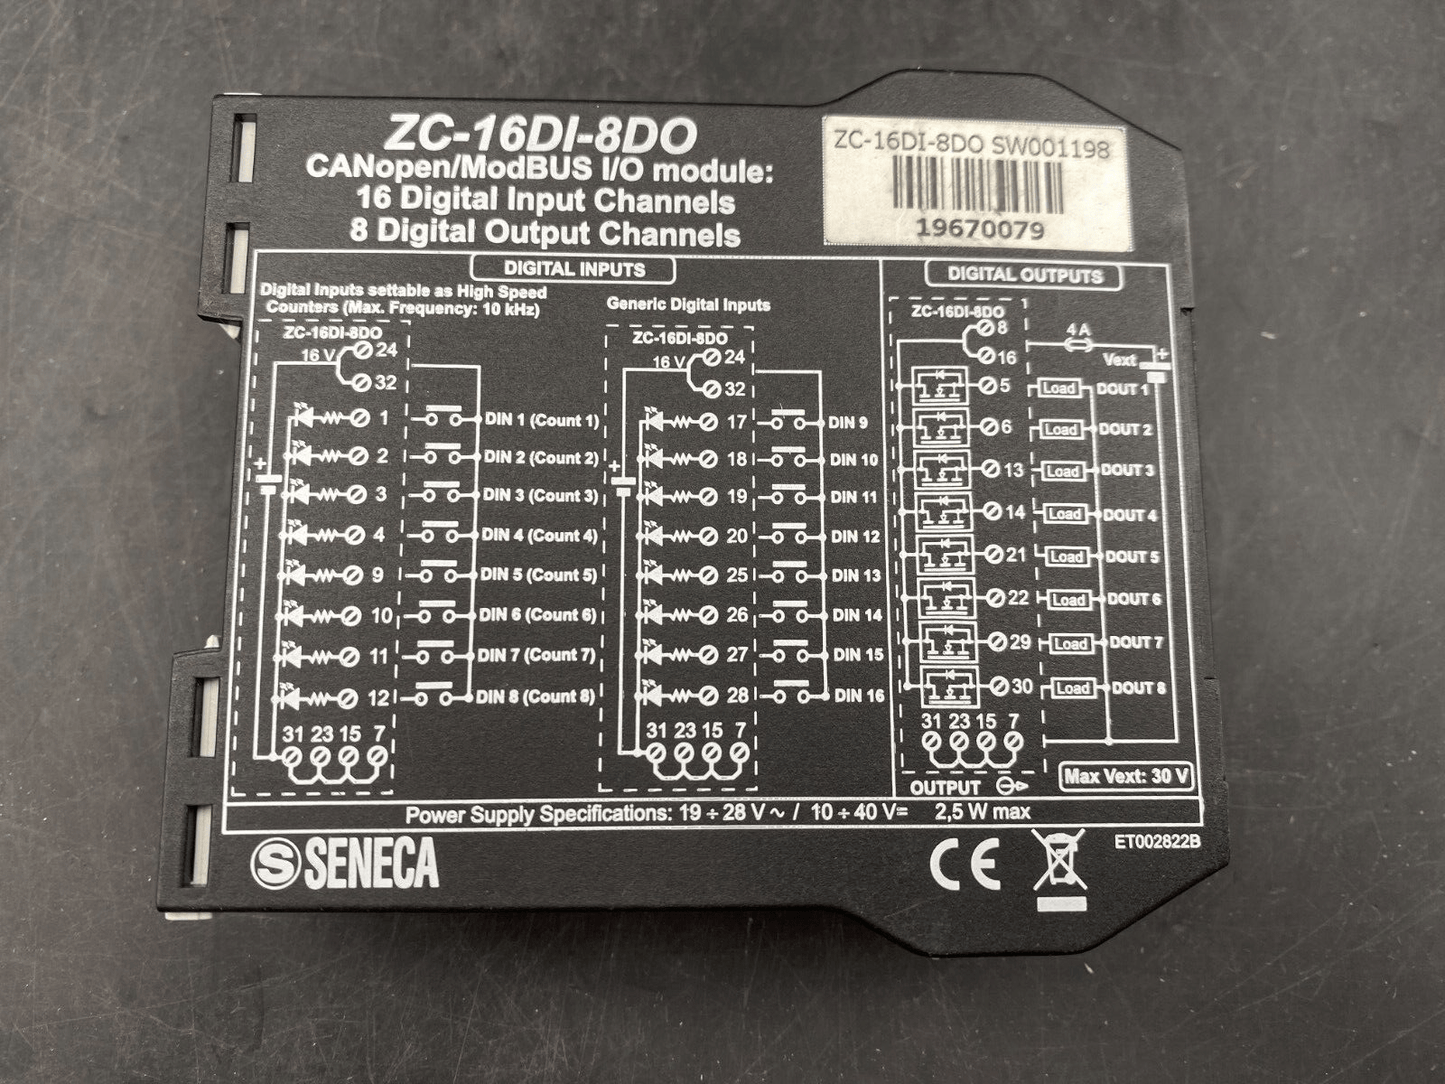 ZC-16DI-8DO
CANopen/ModBUS I/O module:
16 Digital Input Channels
8 Digital Output Channels
ZC-16DI-8DO SW001198
19670079
DIGITAL INPUTS
Digital Inputs settable as High Speed
Counters (Max. Frequency: 10 kHz)
ZC-16DI-8DO
16 V
24
32
1 DIN 1 (Count 1)
2 DIN 2 (Count 2)
+
3 DIN 3 (Count 3)
4 DIN 4 (Count 4)
9 DIN 5 (Count 5)
10 DIN 6 (Count 6)
11 DIN 7 (Count 7)
12 DIN 8 (Count 8)
31 23 15 7
Generic Digital Inputs
ZC-16DI-8DO
16 V
24
32
17 DIN 9
18 DIN 10
+
19 DIN 11
20 DIN 12
25 DIN 13
26 DIN 14
27 DIN 15
28 DIN 16
31 23 15 7
DIGITAL OUTPUTS
ZC-16DI-8DO
8
4 A
16
Vext +
5 Load DOUT 1
6 Load DOUT 2
13 Load DOUT 3
14 Load DOUT 4
21 Load DOUT 5
22 Load DOUT 6
29 Load DOUT 7
30 Load DOUT 8
31 23 15 7
OUTPUT
Max Vext: 30 V
Power Supply Specifications: 19 ÷ 28 V ~ / 10 ÷ 40 V= 2,5 W max
S SENECA
CE
ET002822B